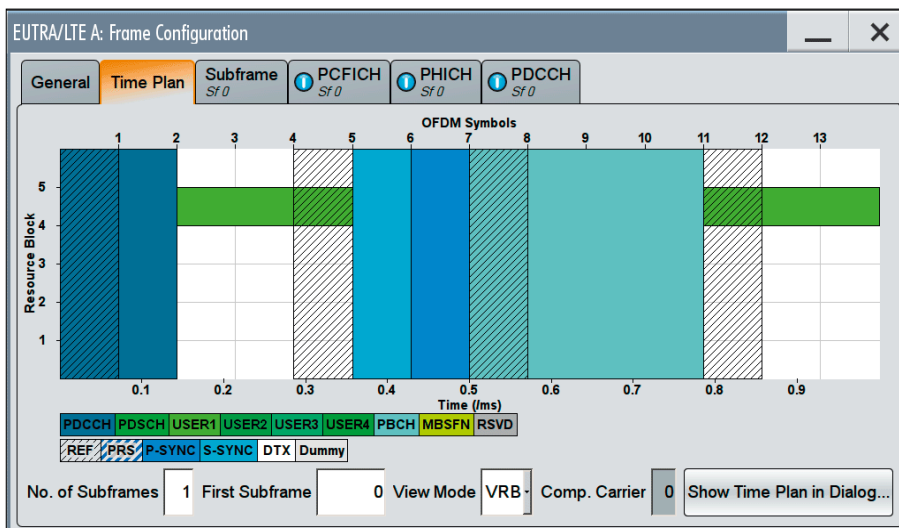 EUTRA/LTE A: Frame Configuration
General
Time Plan
Subframe
Sf 0
PCFICH
Sf 0
PHICH
Sf 0
PDCCH
Sf 0
OFDM Symbols
1 2 3 4 5 6 7 8 9 10 11 12 13
Resource Block
5
4
3
2
1
0.1 0.2 0.3 0.4 0.5 0.6 0.7 0.8 0.9
Time (/ms)
PDCCH PDSCH USER1 USER2 USER3 USER4 PBCH MBSFN RSVD
REF PRS P-SYNC S-SYNC DTX Dummy
No. of Subframes 1 First Subframe 0 View Mode VRB Comp. Carrier 0 Show Time Plan in Dialog...